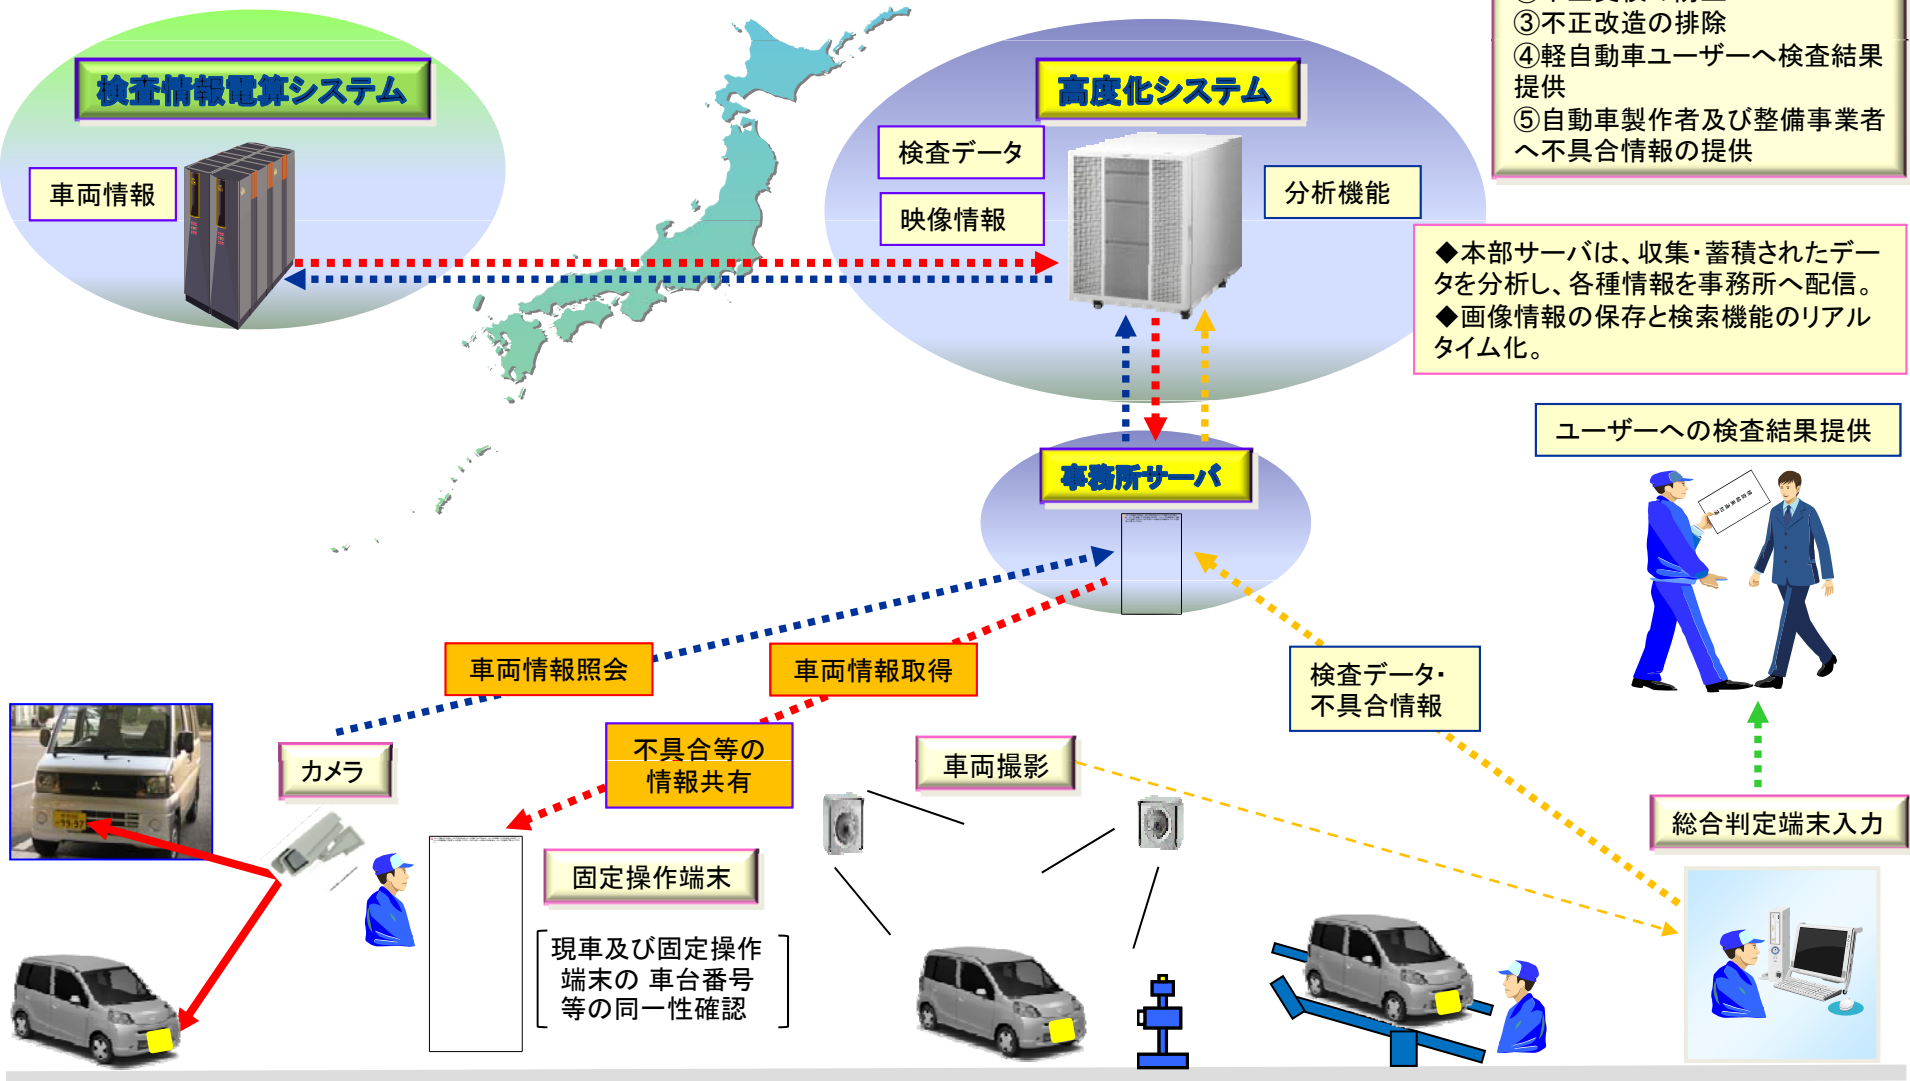 ③不正改造の排除
④軽自動車ユーザーへ検査結果
提供
⑤自動車製作者及び整備事業者
へ不具合情報の提供
検査情報電算システム
高度化システム
検査データ
車両情報
分析機能
映像情報
◆本部サーバは、収集・蓄積されたデー
タを分析し、各種情報を事務所へ配信。
◆画像情報の保存と検索機能のリアル
タイム化。
ユーザーへの検査結果提供
事務所サーバ
車両情報照会
車両情報取得
検査データ・
不具合情報
不具合等の
情報共有
カメラ
車両撮影
総合判定端末入力
固定操作端末
現車及び固定操作
端末の 車台番号
等の同一性確認